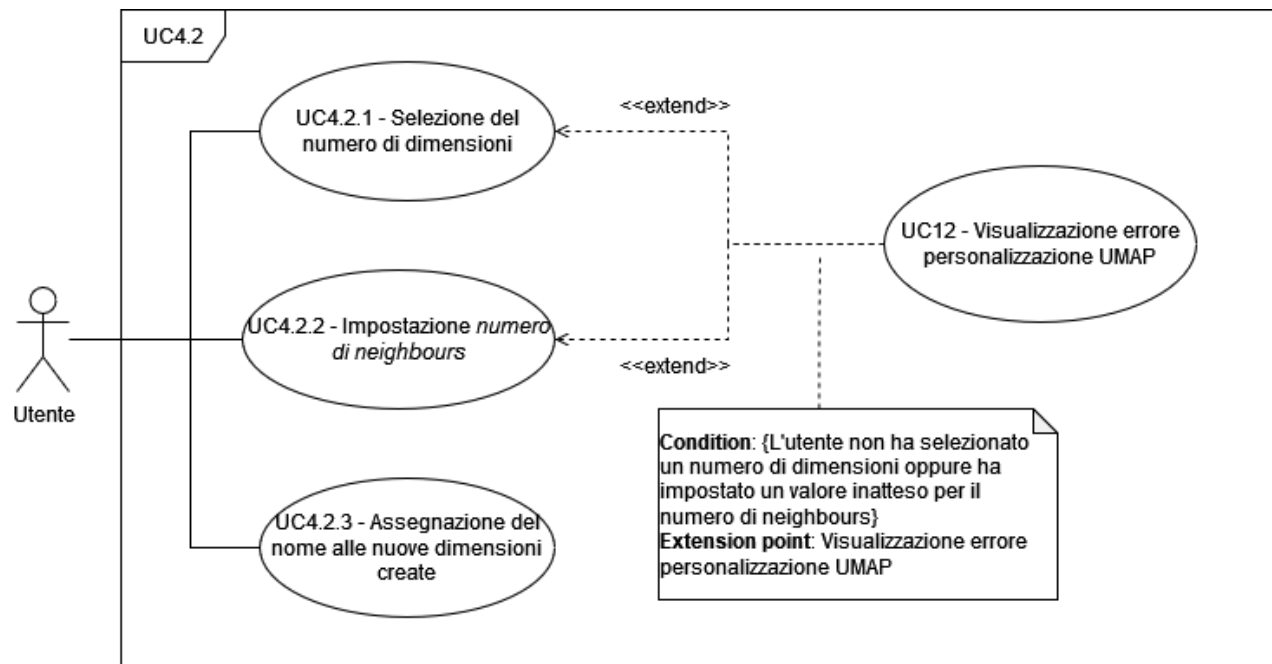 UC4.2
UC4.2.1 - Selezione del
numero di dimensioni
<<extend>>
UC12 - Visualizzazione errore
personalizzazione UMAP
UC4.2.2 - Impostazione numero
di neighbours
<<extend>>
Utente
Condition: {L'utente non ha selezionato
un numero di dimensioni oppure ha
impostato un valore inatteso per il
numero di neighbours}
Extension point: Visualizzazione errore
personalizzazione UMAP
UC4.2.3 - Assegnazione del
nome alle nuove dimensioni
create